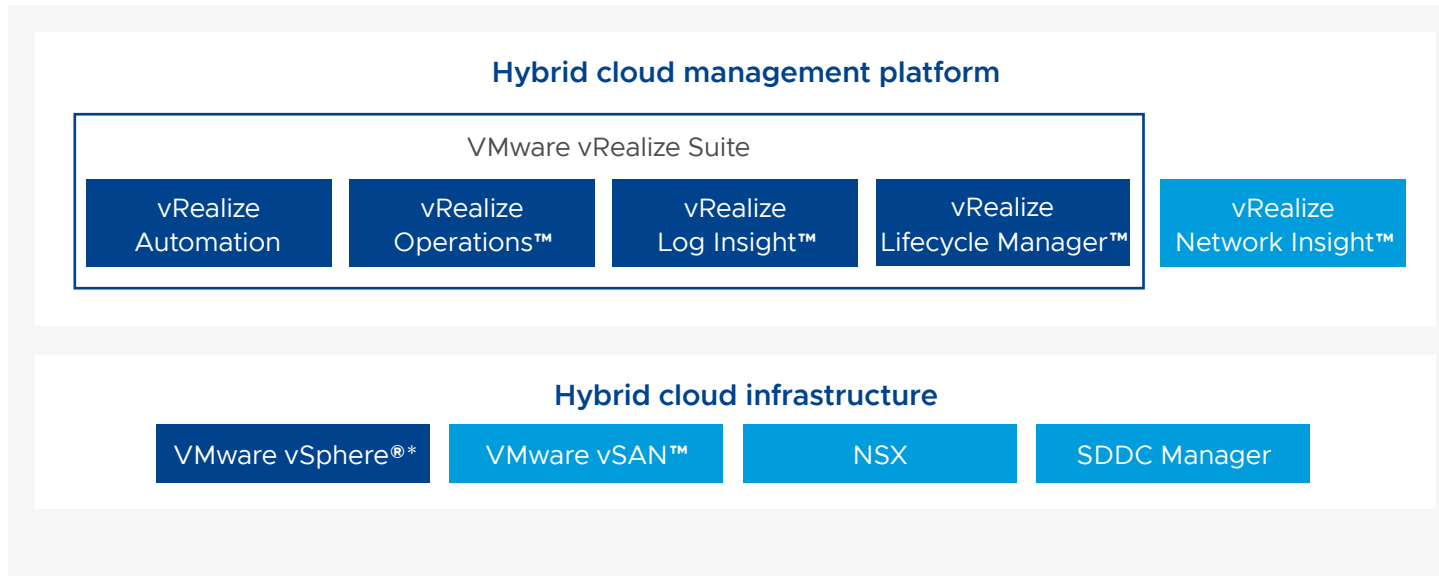 Hybrid cloud management platform
VMware vRealize Suite
vRealize
Automation
vRealize
Operations™
vRealize
Log Insight™
vRealize
Lifecycle Manager™
vRealize
Network Insight™
Hybrid cloud infrastructure
VMware vSphere®*
VMware vSAN™
NSX
SDDC Manager